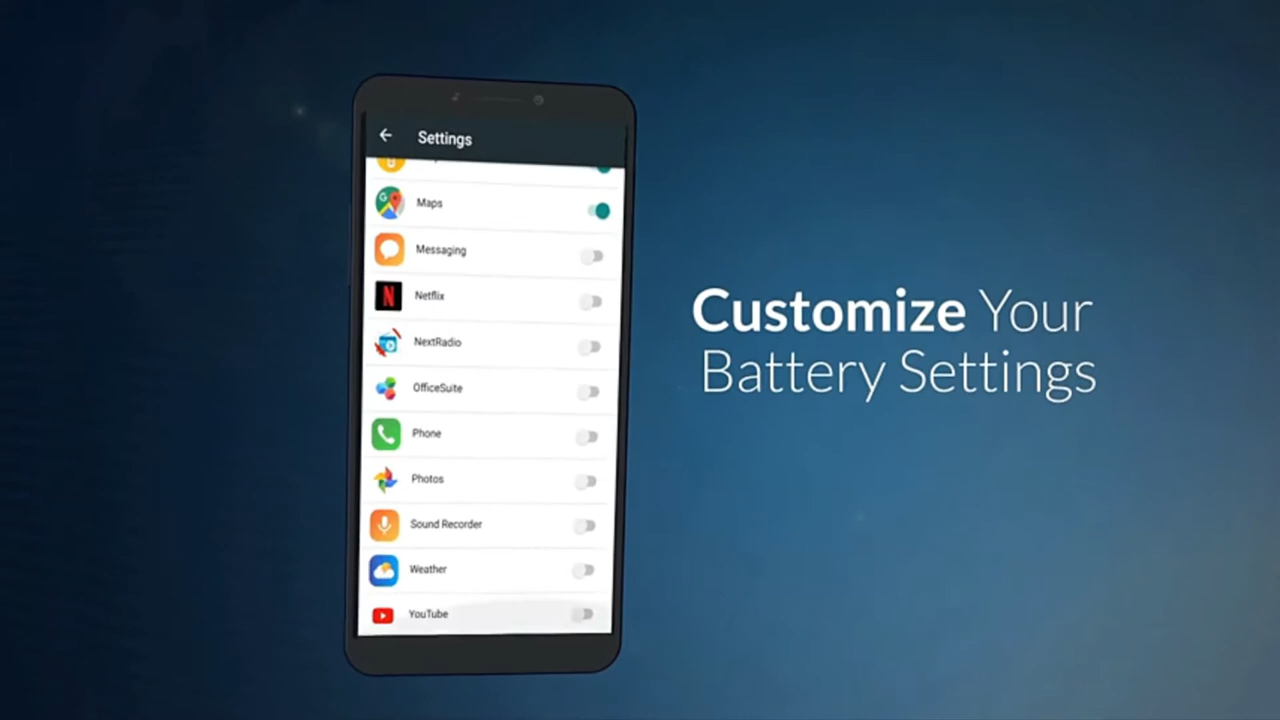 Settings
Maps
Messaging
Netflix
NextRadio
OfficeSuite
Phone
Photos
Sound Recorder
Weather
YouTube
Customize Your
Battery Settings